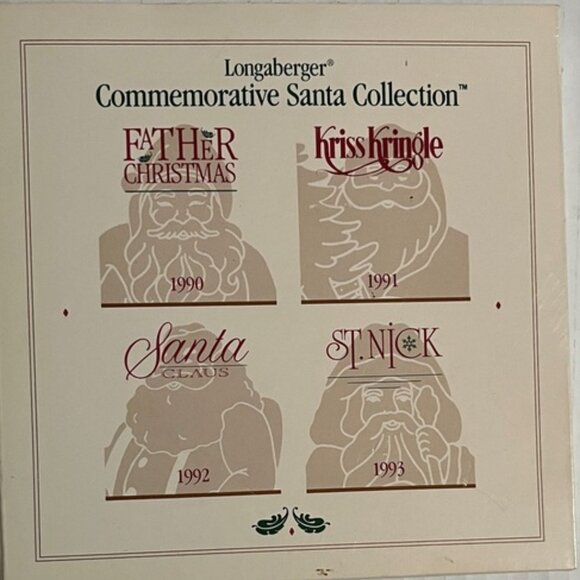 Longaberger®
Commemorative Santa Collection™
FATHER
CHRISTMAS
1990
Kriss Kringle
1991
Santa
CLAUS
1992
ST. NICK
1993